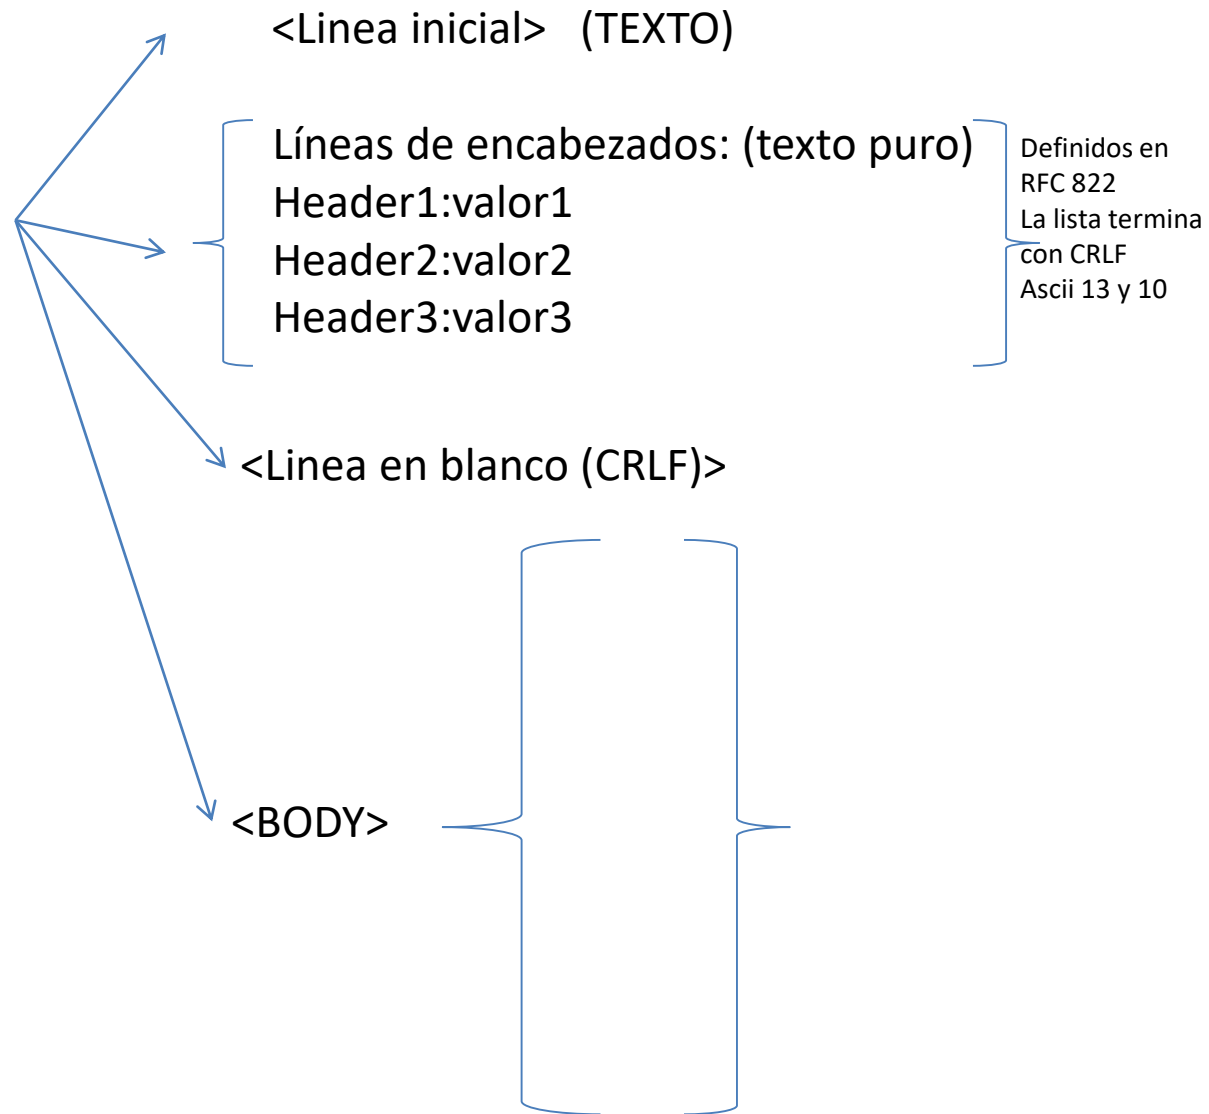 <Linea inicial> (TEXTO)
Líneas de encabezados: (texto puro)
Header1:valor1
Header2:valor2
Header3:valor3
Definidos en
RFC 822
La lista termina
con CRLF
Ascii 13 y 10
<Linea en blanco (CRLF)>
<BODY>